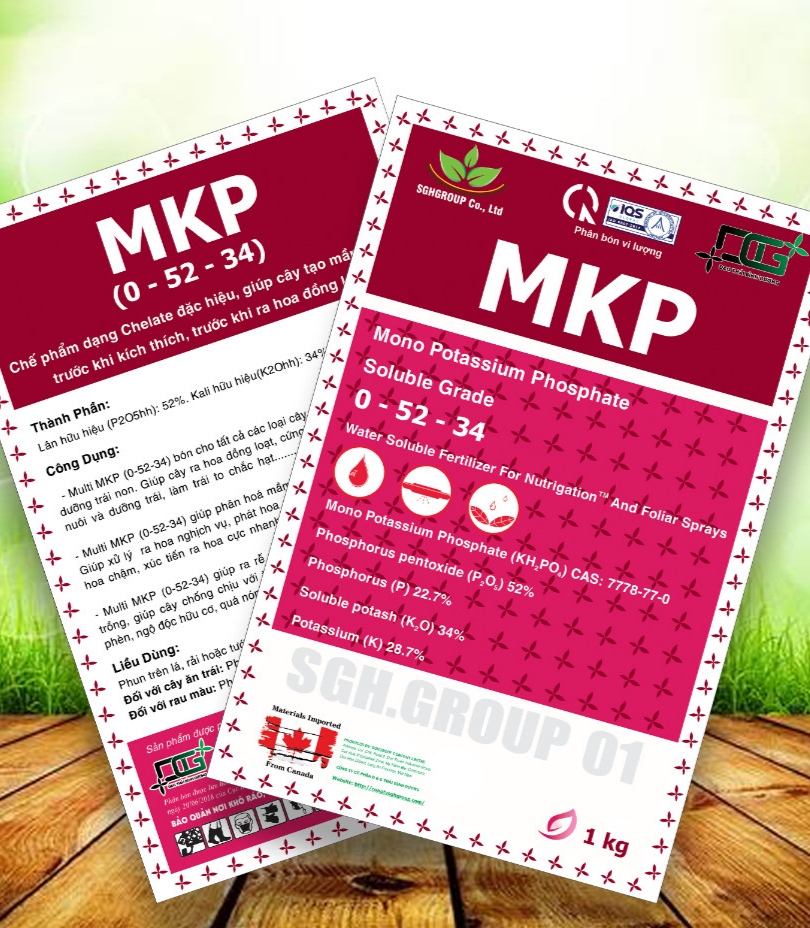 MKP
(0 - 52 - 34)
Chế phẩm dạng Chelate đặc hiệu, giúp cây tạo mầm
trước khi kích thích, trước khi ra hoa đồng l
Thành Phần:
Lân hữu hiệu (P2O5hh): 52%. Kali hữu hiệu(K2Ohh): 34%
Công Dụng:
- Multi MKP (0-52-34) bón cho tất cả các loại cây
dưỡng trái non. Giúp cây ra hoa đồng loạt, cứng
nuôi và dưỡng trái, làm trái to chắc hạt........
- Multi MKP (0-52-34) giúp phân hoá mầm
Giúp xử lý ra hoa nghịch vụ, phát hoa
hoa chậm, xúc tiến ra hoa cực nhanh
- Multi MKP (0-52-34) giúp ra rễ
trồng, giúp cây chống chịu với
phèn, ngộ độc hữu cơ, quá nón
Liều Dùng:
Phun trên lá, rải hoặc tưới
Đối với cây ăn trái: Ph
Đối với rau màu: Ph
Sản phẩm được p
BẢO QUẢN NƠI KHÔ RÁO
SGHGROUP Co., Ltd
IQS
Phân bón vi lượng
MKP
Mono Potassium Phosphate
Soluble Grade
0 - 52 - 34
Water Soluble Fertilizer For Nutrigation™ And Foliar Sprays
Mono Potassium Phosphate (KH₂PO₄) CAS: 7778-77-0
Phosphorus pentoxide (P₂O₅) 52%
Phosphorus (P) 22.7%
Soluble potash (K₂O) 34%
Potassium (K) 28.7%
SGH.GROUP 01
Materials Imported
From Canada
1 kg